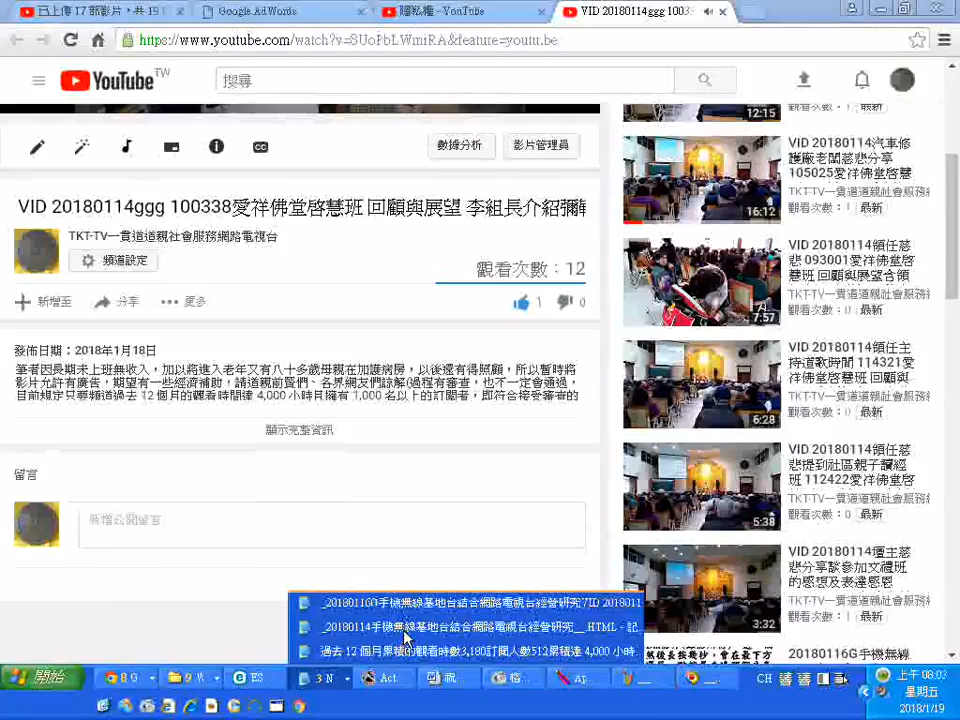 已上傳 17 部影片，共 19
Google AdWords
隱私權 - YouTube
VID 20180114ggg 1003
https://www.youtube.com/watch?v=8UoPbLWmiRA&feature=youtu.be
YouTube TW
搜尋
數據分析
影片管理員
VID 20180114ggg 100338愛祥佛堂啓慧班 回顧與展望 李組長介紹彌
TKT-TV一貫道道親社會服務網路電視台
頻道設定
觀看次數：12
新增至
分享
更多
1
0
發佈日期：2018年1月18日
筆者因長期未上班無收入，加以將進入老年又有八十多歲母親在加護病房，以後還有得照顧，所以暫時將
影片允許有廣告，期望有一些經濟補助，請道親前賢們、各界網友們諒解(過程有審查，也不一定會通過，
目前規定只要頻道過去 12 個月的觀看時間達 4,000 小時且擁有 1,000 名以上的訂閱者，即符合接受審查的
顯示完整資訊
留言
新增公開留言
觀看次數：1 最新
12:15
VID 20180114汽車修
護廠老闆慈悲分享
105025愛祥佛堂啓慧
TKT-TV一貫道道親社會服務
觀看次數：1 最新
16:12
VID 20180114領任慈
悲 093001愛祥佛堂啓
慧班 回顧與展望含領
TKT-TV一貫道道親社會服務
觀看次數：0 最新
7:57
VID 20180114領任主
持道歌時間 114321愛
祥佛堂啓慧班 回顧與
TKT-TV一貫道道親社會服務
觀看次數：0 最新
6:28
VID 20180114領任慈
悲提到社區親子讀經
班 112422愛祥佛堂啓
TKT-TV一貫道道親社會服務
觀看次數：0 最新
5:38
VID 20180114壇主慈
悲分享談參加文禮班
的感想及表達感恩
TKT-TV一貫道道親社會服務
觀看次數：1 最新
3:32
VID 20180116G手機無線
_20180116G手機無線基地台結合網路電視台經營研究7ID 2018011
_20180114手機無線基地台結合網路電視台經營研究__HTML - 記...
過去 12 個月累積的觀看時數3,180訂閱人數512累積達 4,000 小時...
開始
8 G
9 W
ES
3 N
Act
祝
格
Ap
CH
上午 08:03
星期五
2018/1/19